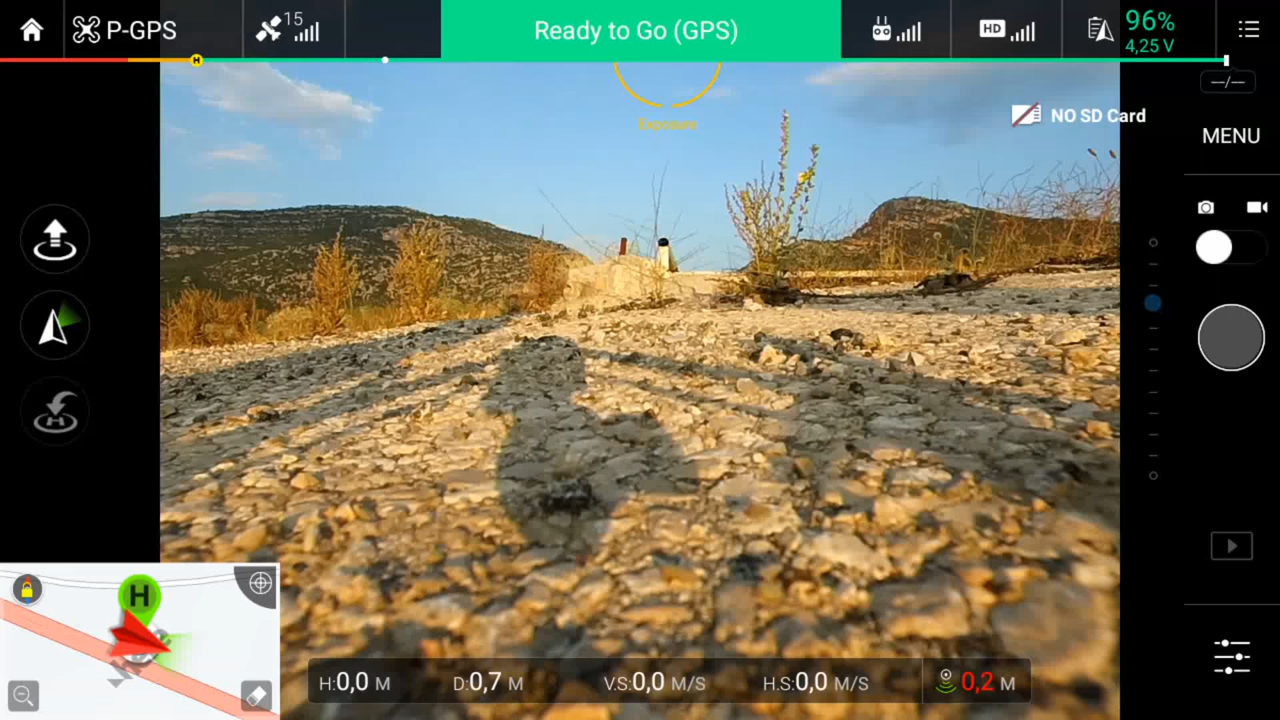 P-GPS
15
Ready to Go (GPS)
HD
96%
4,25 V
H
--/--
Exposure
NO SD Card
MENU
H
H
H:0,0 M
D:0,7 M
V.S:0,0 M/S
H.S:0,0 M/S
0,2 M